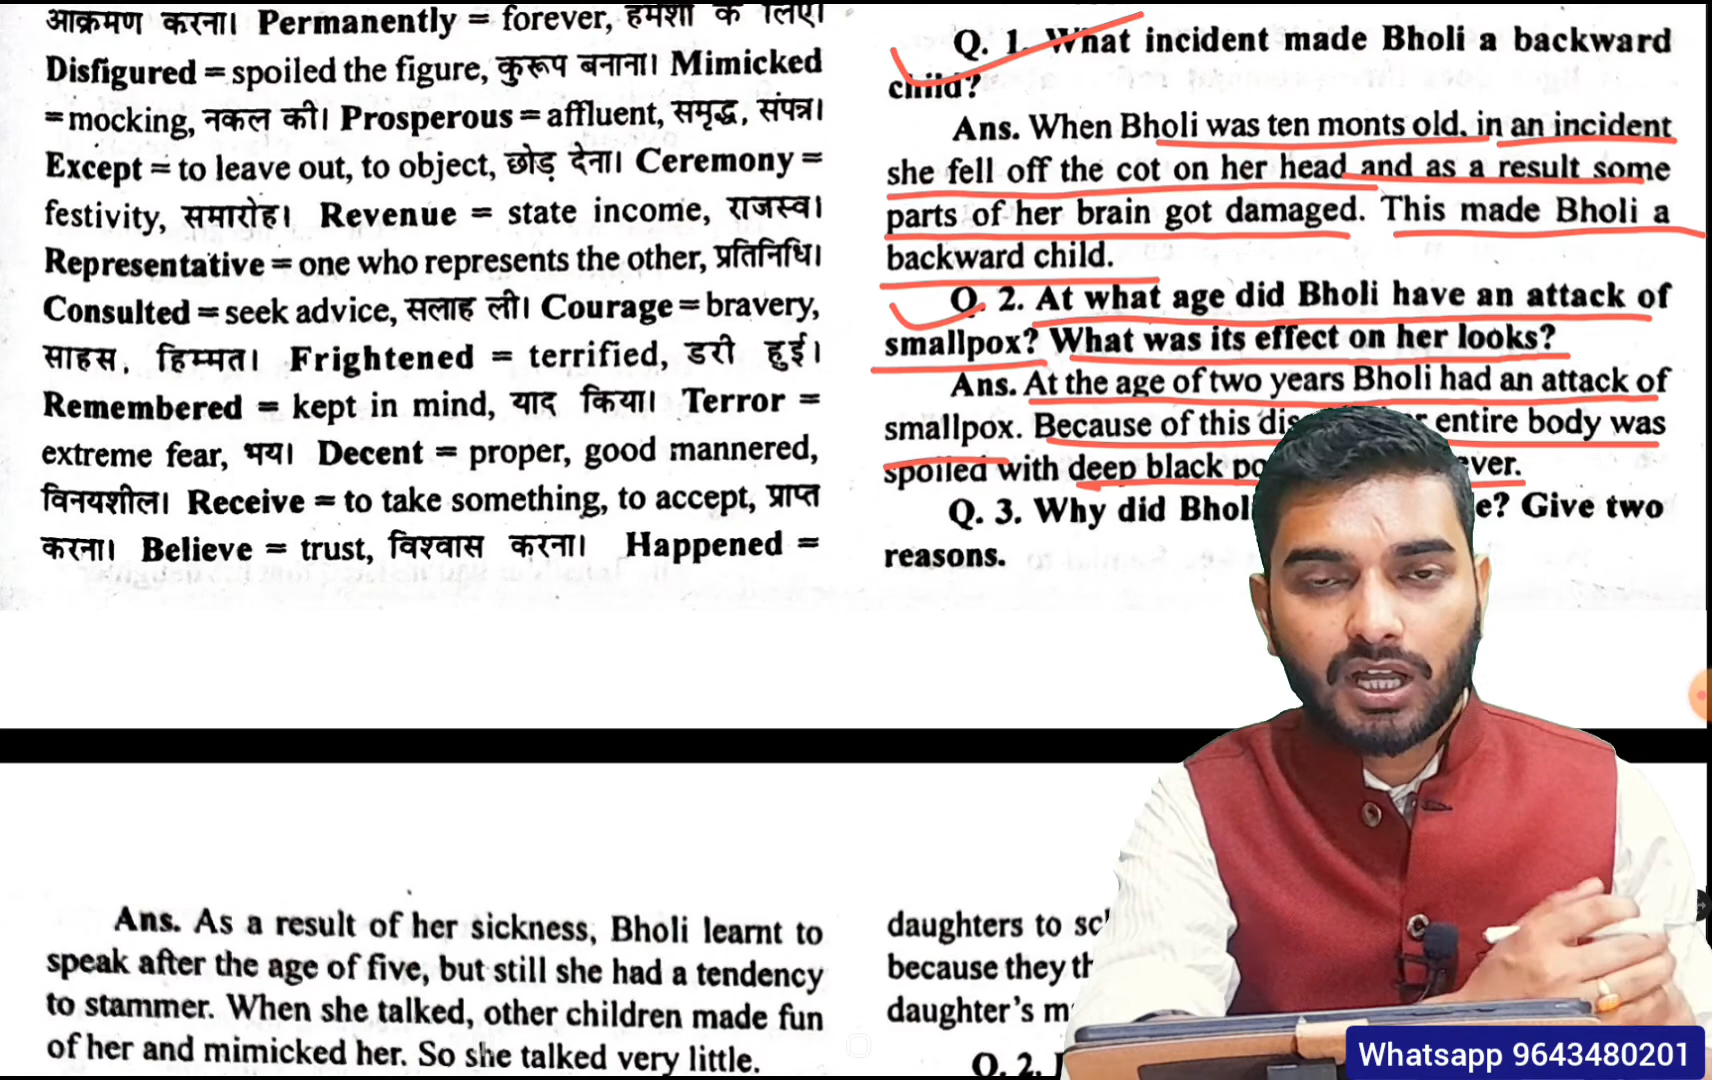 आक्रमण करना। Permanently = forever, हमेशा के लिए।
Disfigured = spoiled the figure, कुरूप बनाना। Mimicked
= mocking, नकल की। Prosperous = affluent, समृद्ध, संपन्न।
Except = to leave out, to object, छोड़ देना। Ceremony =
festivity, समारोह। Revenue = state income, राजस्व।
Representative = one who represents the other, प्रतिनिधि।
Consulted = seek advice, सलाह ली। Courage = bravery,
साहस, हिम्मत। Frightened = terrified, डरी हुई।
Remembered = kept in mind, याद किया। Terror =
extreme fear, भय। Decent = proper, good mannered,
विनयशील। Receive = to take something, to accept, प्राप्त
करना। Believe = trust, विश्वास करना। Happened =
Q. 1. What incident made Bholi a backward
child?
Ans. When Bholi was ten monts old, in an incident
she fell off the cot on her head and as a result some
parts of her brain got damaged. This made Bholi a
backward child.
Q. 2. At what age did Bholi have an attack of
smallpox? What was its effect on her looks?
Ans. At the age of two years Bholi had an attack of
smallpox. Because of this entire body was
spoiled with deep black
Q. 3. Why did Give two
reasons.
Ans. As a result of her sickness, Bholi learnt to
speak after the age of five, but still she had a tendency
to stammer. When she talked, other children made fun
of her and mimicked her. So she talked very little.
daughters to
because they
daughter's
Q. 2.
Whatsapp 9643480201